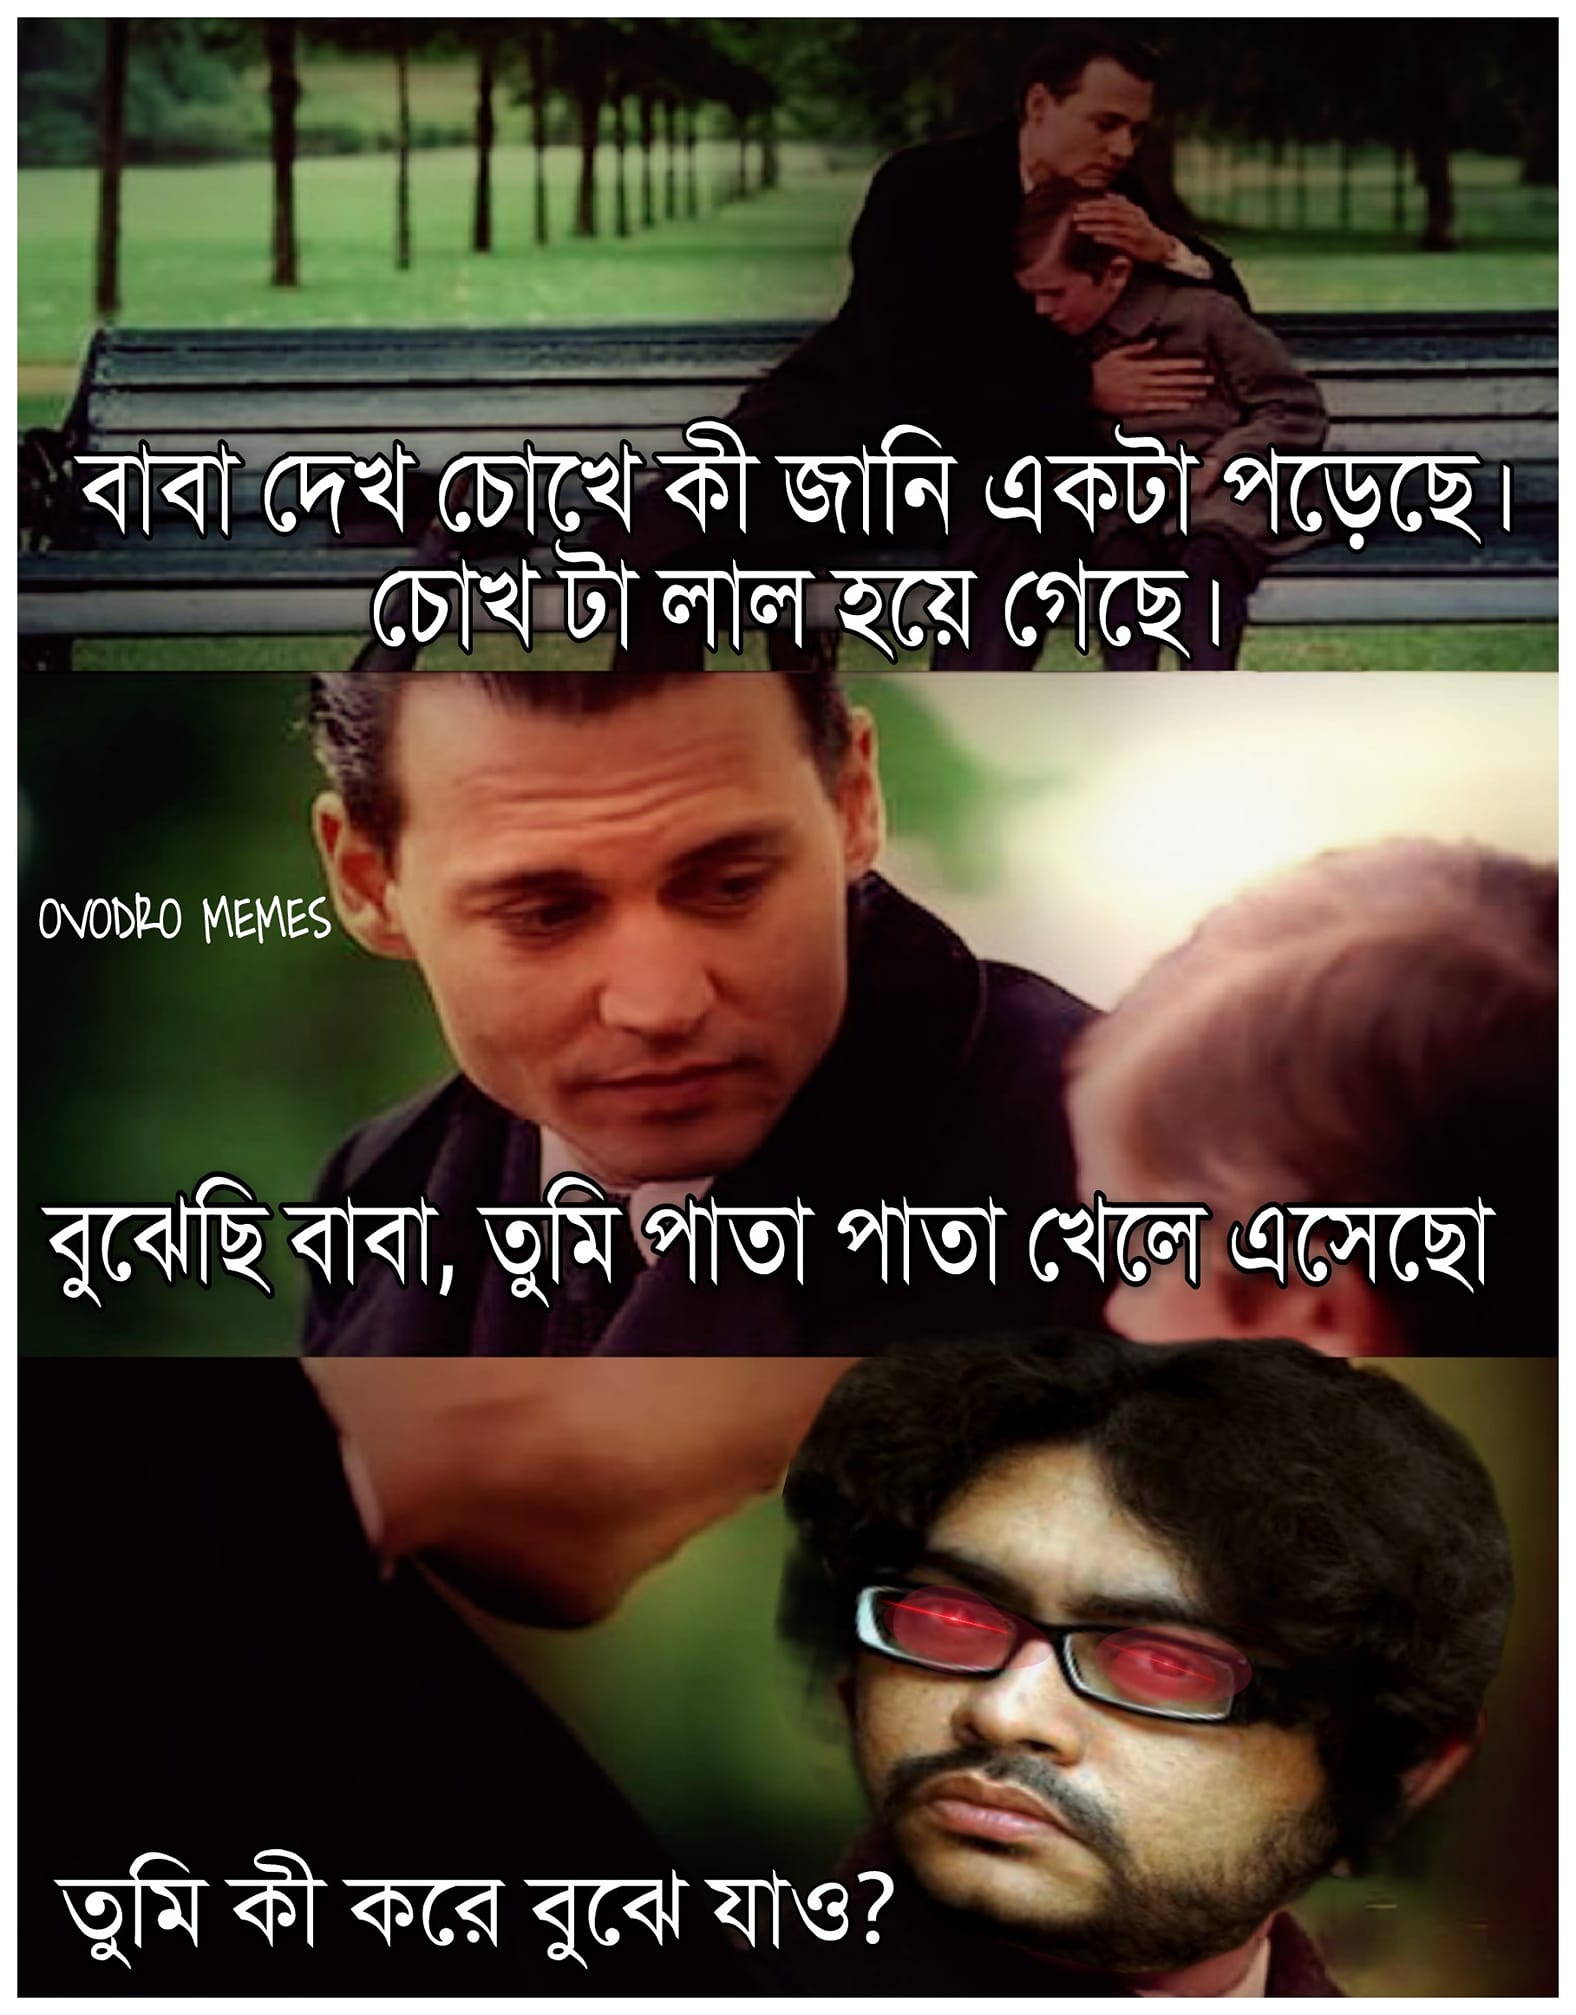 বাবা দেখ চোখে কী জানি একটা পড়েছে।
চোখ টা লাল হয়ে গেছে।
OVODRO MEMES
বুঝেছি বাবা, তুমি পাতা পাতা খেলে এসেছো
তুমি কী করে বুঝে যাও?